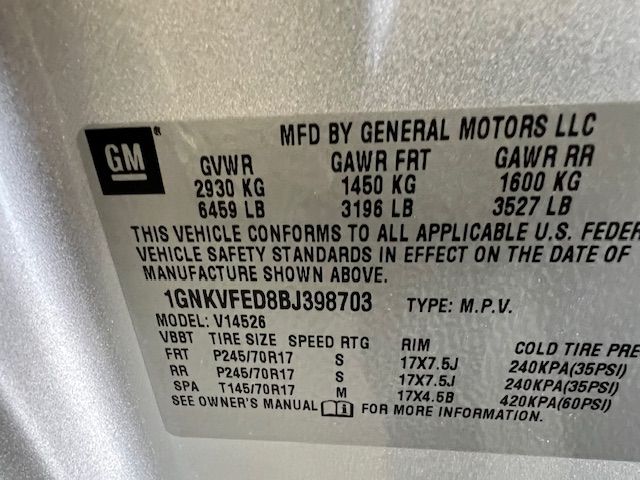 GM
MFD BY GENERAL MOTORS LLC
GVWR GAWR FRT GAWR RR
2930 KG 1450 KG 1600 KG
6459 LB 3196 LB 3527 LB
THIS VEHICLE CONFORMS TO ALL APPLICABLE U.S. FEDER
VEHICLE SAFETY STANDARDS IN EFFECT ON THE DATE OF
MANUFACTURE SHOWN ABOVE.
1GNKVFED8BJ398703 TYPE: M.P.V.
MODEL: V14526
VBBT TIRE SIZE SPEED RTG RIM COLD TIRE PRE
FRT P245/70R17 S 17X7.5J 240KPA(35PSI)
RR P245/70R17 S 17X7.5J 240KPA(35PSI)
SPA T145/70R17 M 17X4.5B 420KPA(60PSI)
SEE OWNER'S MANUAL FOR MORE INFORMATION.